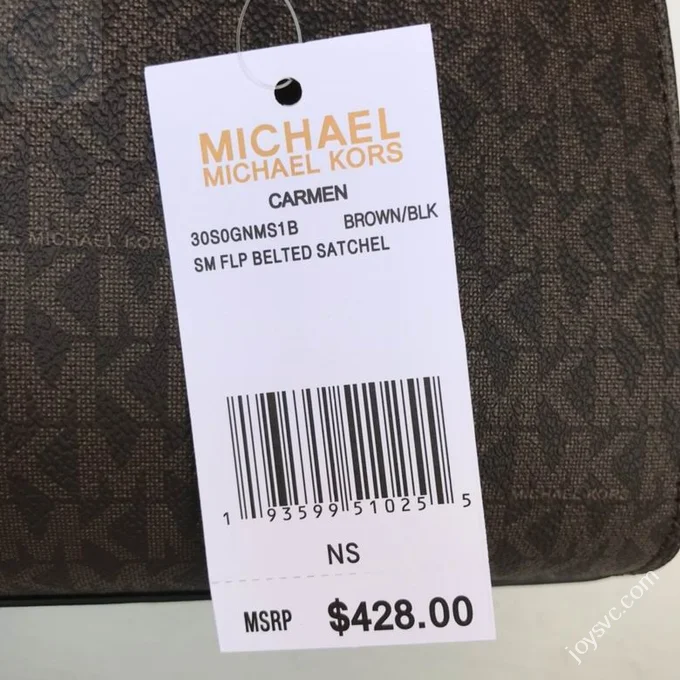 MICHAEL
MICHAEL KORS
CARMEN
30S0GNMS1B BROWN/BLK
SM FLP BELTED SATCHEL
1 93599 51025 5
NS
MSRP $428.00
MICHAEL KORS
MICHAEL KORS
joysvc.com